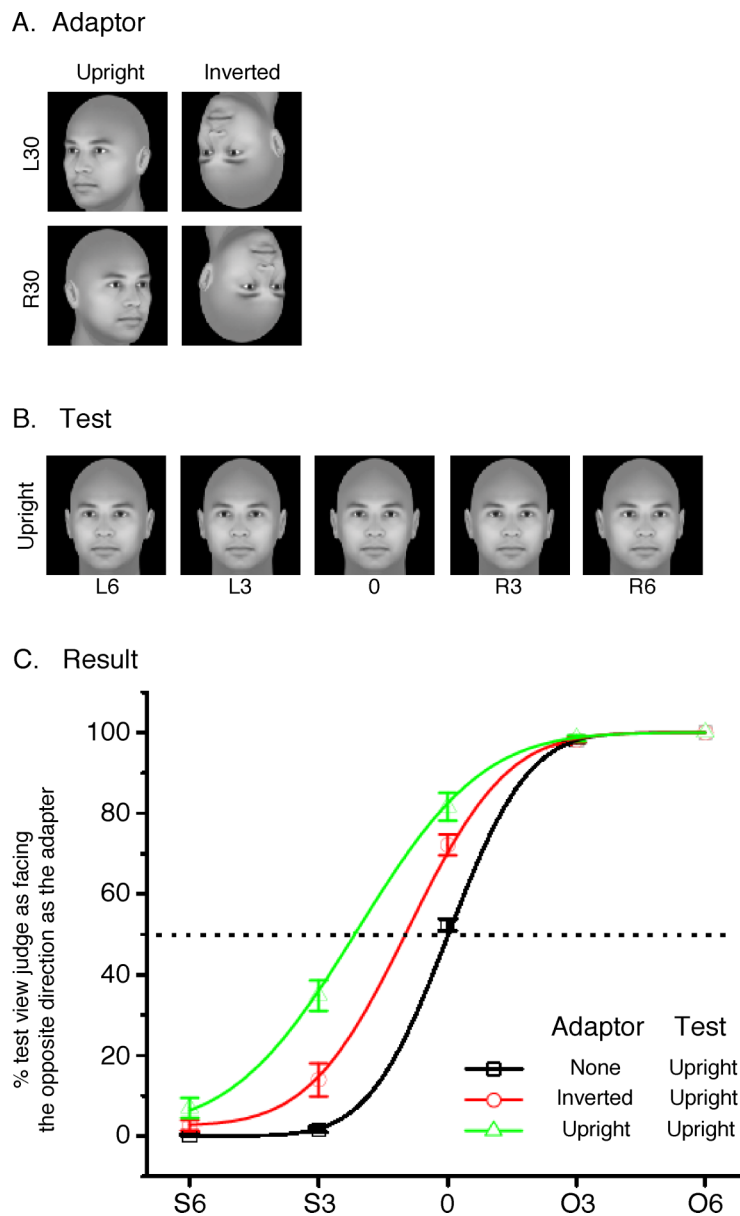 A. Adaptor
Upright Inverted
L30
R30
B. Test
Upright
L6 L3 0 R3 R6
C. Result
% test view judge as facing
the opposite direction as the adapter
100
80
60
40
20
0
Adaptor Test
None Upright
Inverted Upright
Upright Upright
S6 S3 0 O3 O6